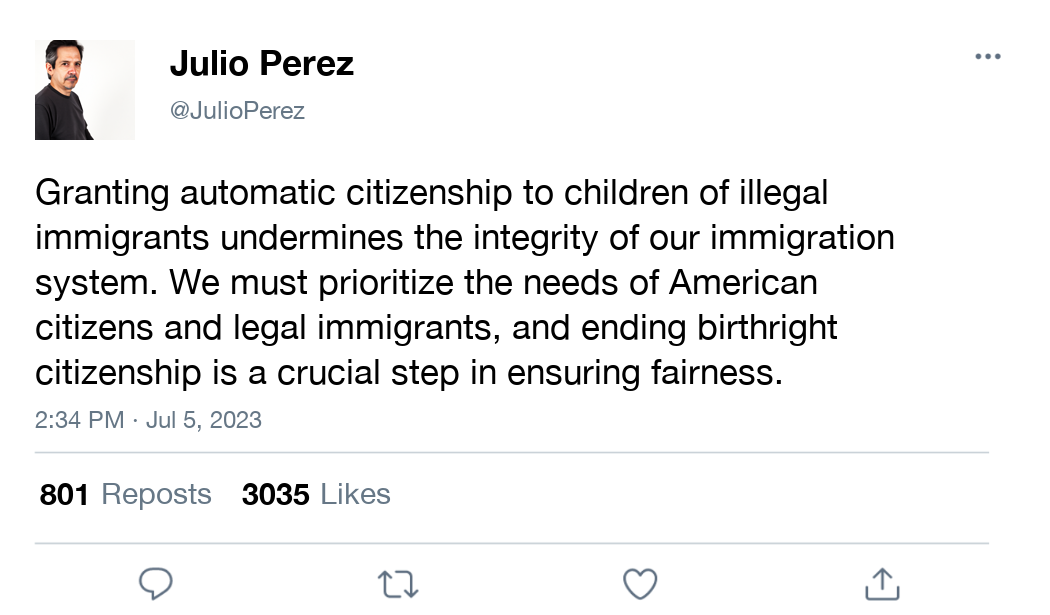 Julio Perez
@JulioPerez
Granting automatic citizenship to children of illegal
immigrants undermines the integrity of our immigration
system. We must prioritize the needs of American
citizens and legal immigrants, and ending birthright
citizenship is a crucial step in ensuring fairness.
2:34 PM · Jul 5, 2023
801 Reposts 3035 Likes